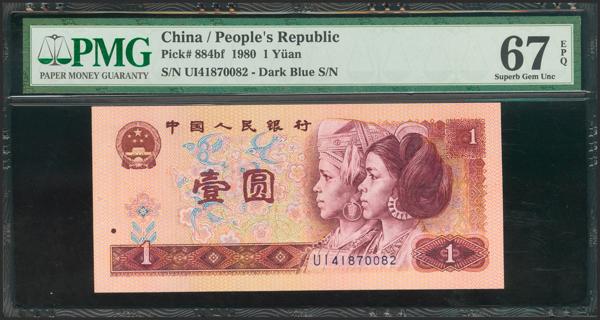 PMG
PAPER MONEY GUARANTY
China / People's Republic
Pick# 884bf 1980 1 Yüan
S/N UI41870082 - Dark Blue S/N
67 EPQ
Superb Gem Unc
中国人民银行
1
壹圆
1
1
UI41870082